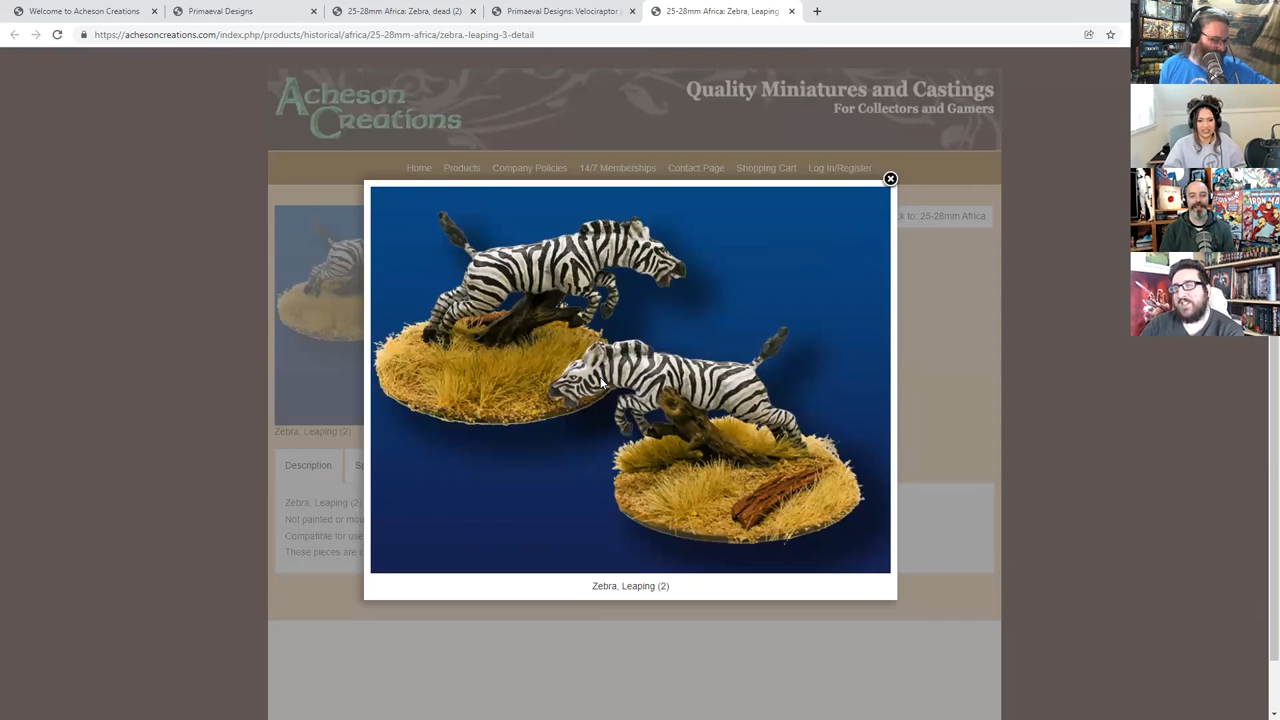 Welcome to Acheson Creations
Primaeval Designs
25-28mm Africa: Zebra, dead (2)
Primaeval Designs: Velociraptor
25-28mm Africa: Zebra, Leaping
https://achesoncreations.com/index.php/products/historical/africa/25-28mm-africa/zebra,-leaping-3-detail
Acheson Creations
Quality Miniatures and Castings
For Collectors and Gamers
Home Products Company Policies 14/7 Memberships Contact Page Shopping Cart Log In/Register
to: 25-28mm Africa
Zebra, Leaping (2)
Description
Zebra, Leaping (2)
Not painted or
Compatible for use
These pieces are
Zebra, Leaping (2)
IRON MAN